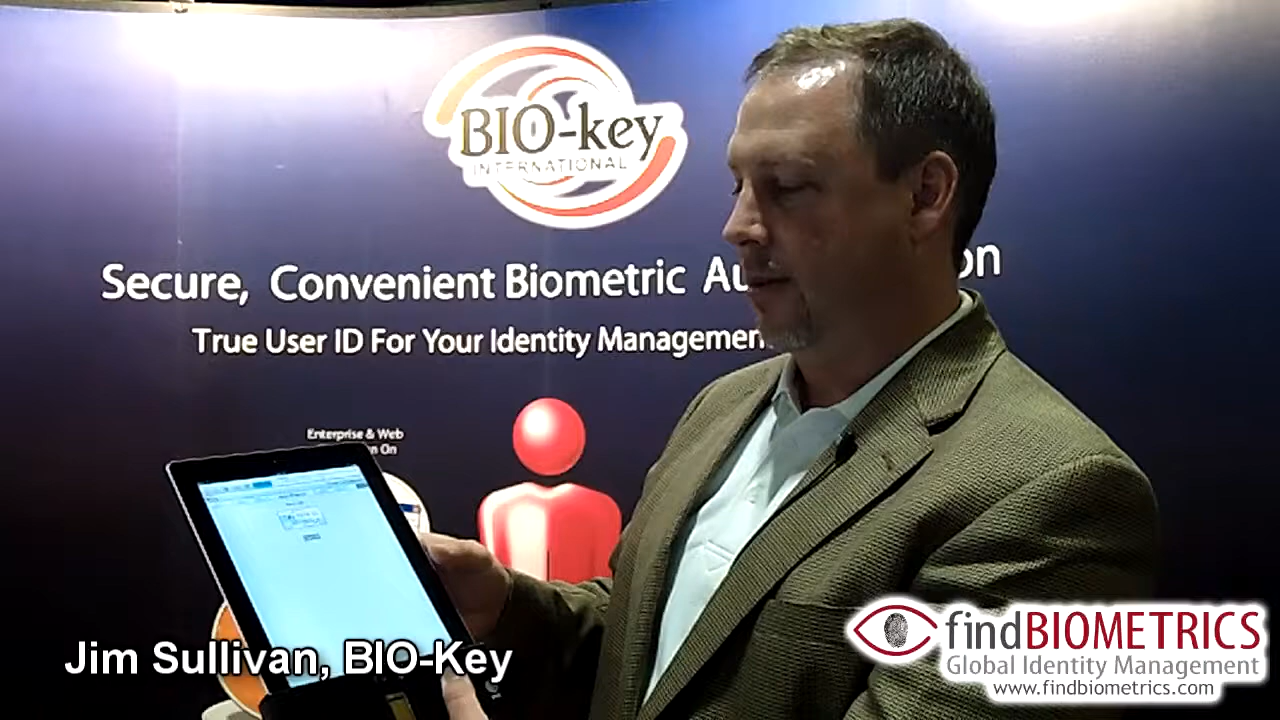 BIO-key
INTERNATIONAL
Secure, Convenient Biometric Au on
True User ID For Your Identity Managemen
Enterprise & Web
n On
Jim Sullivan, BIO-Key
findBIOMETRICS
Global Identity Management
www.findbiometrics.com